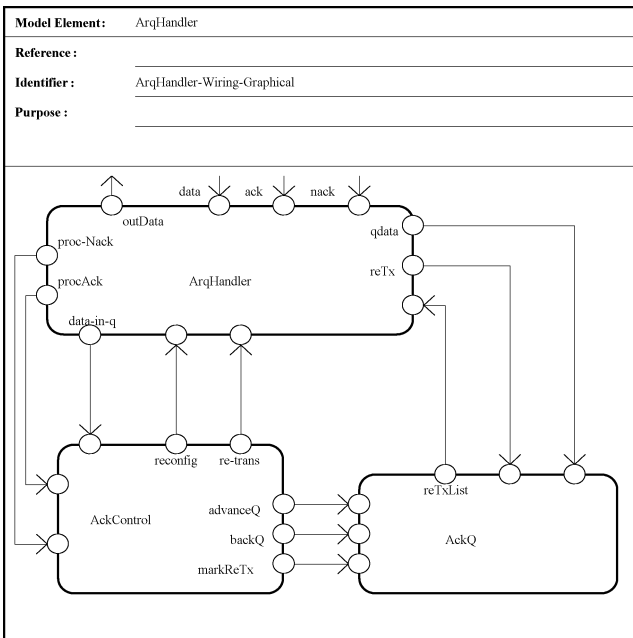 Model Element: ArqHandler
Reference :
Identifier : ArqHandler-Wiring-Graphical
Purpose :
data ack nack
outData
qdata
proc-Nack
reTx
procAck
ArqHandler
data-in-q
reconfig re-trans
reTxList
advanceQ
AckControl
backQ
AckQ
markReTx